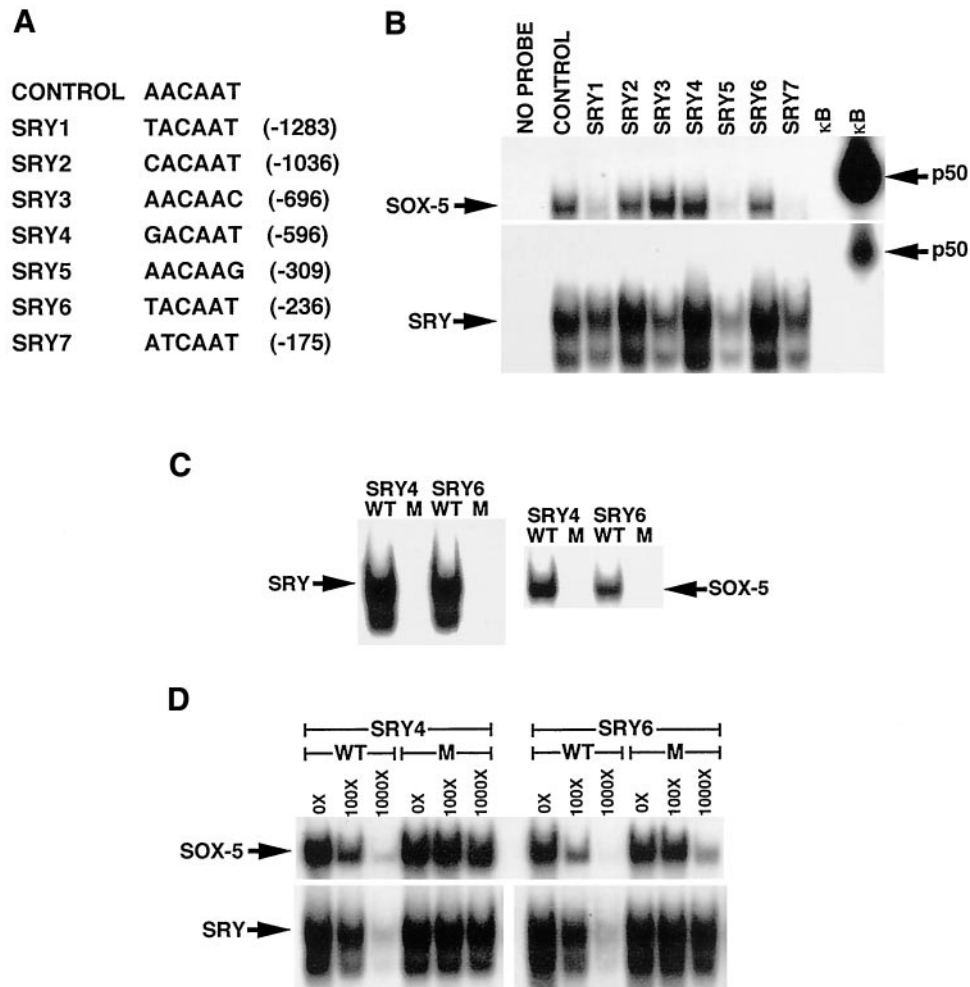 A
CONTROL AACAAT
SRY1 TACAAT (-1283)
SRY2 CACAAT (-1036)
SRY3 AACAAC (-696)
SRY4 GACAAT (-596)
SRY5 AACAAG (-309)
SRY6 TACAAT (-236)
SRY7 ATCAAT (-175)
B
NO PROBE CONTROL SRY1 SRY2 SRY3 SRY4 SRY5 SRY6 SRY7 κB κB
p50
SOX-5
p50
SRY
C
SRY4 SRY6
WT M WT M
SRY
SRY4 SRY6
WT M WT M
SOX-5
D
SRY4 SRY6
WT M WT M
0X 100X 1000X 0X 100X 1000X 0X 100X 1000X 0X 100X 1000X
SOX-5
SRY